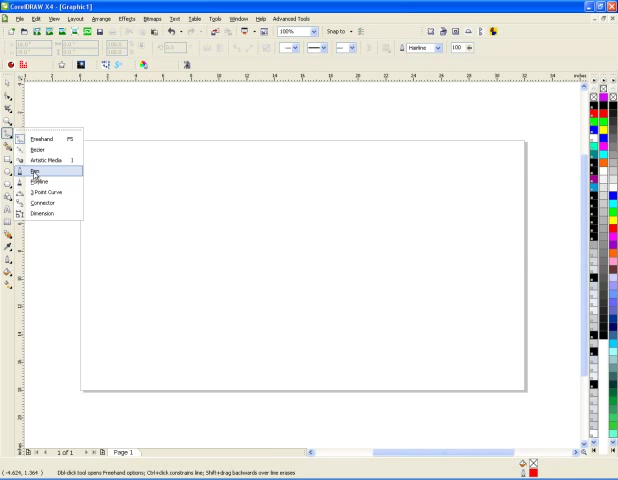 CorelDRAW X4 - [Graphic1]
File Edit View Layout Arrange Effects Bitmaps Text Table Tools Window Help Advanced Tools
100% Snap to
Hairline 100
inches
Freehand F5
Bezier
Artistic Media I
Pen
Polyline
3 Point Curve
Connector
Dimension
1 of 1 Page 1
( -4.624, 1.364 ) Dbl-click tool opens Freehand options; Ctrl+click constrains line; Shift+drag backwards over line erases